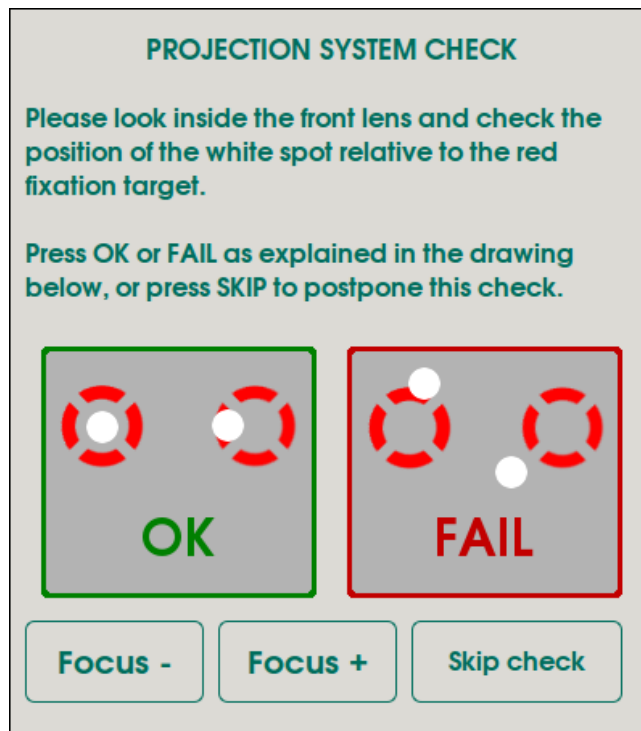 PROJECTION SYSTEM CHECK
Please look inside the front lens and check the
position of the white spot relative to the red
fixation target.
Press OK or FAIL as explained in the drawing
below, or press SKIP to postpone this check.
OK
FAIL
Focus -
Focus +
Skip check